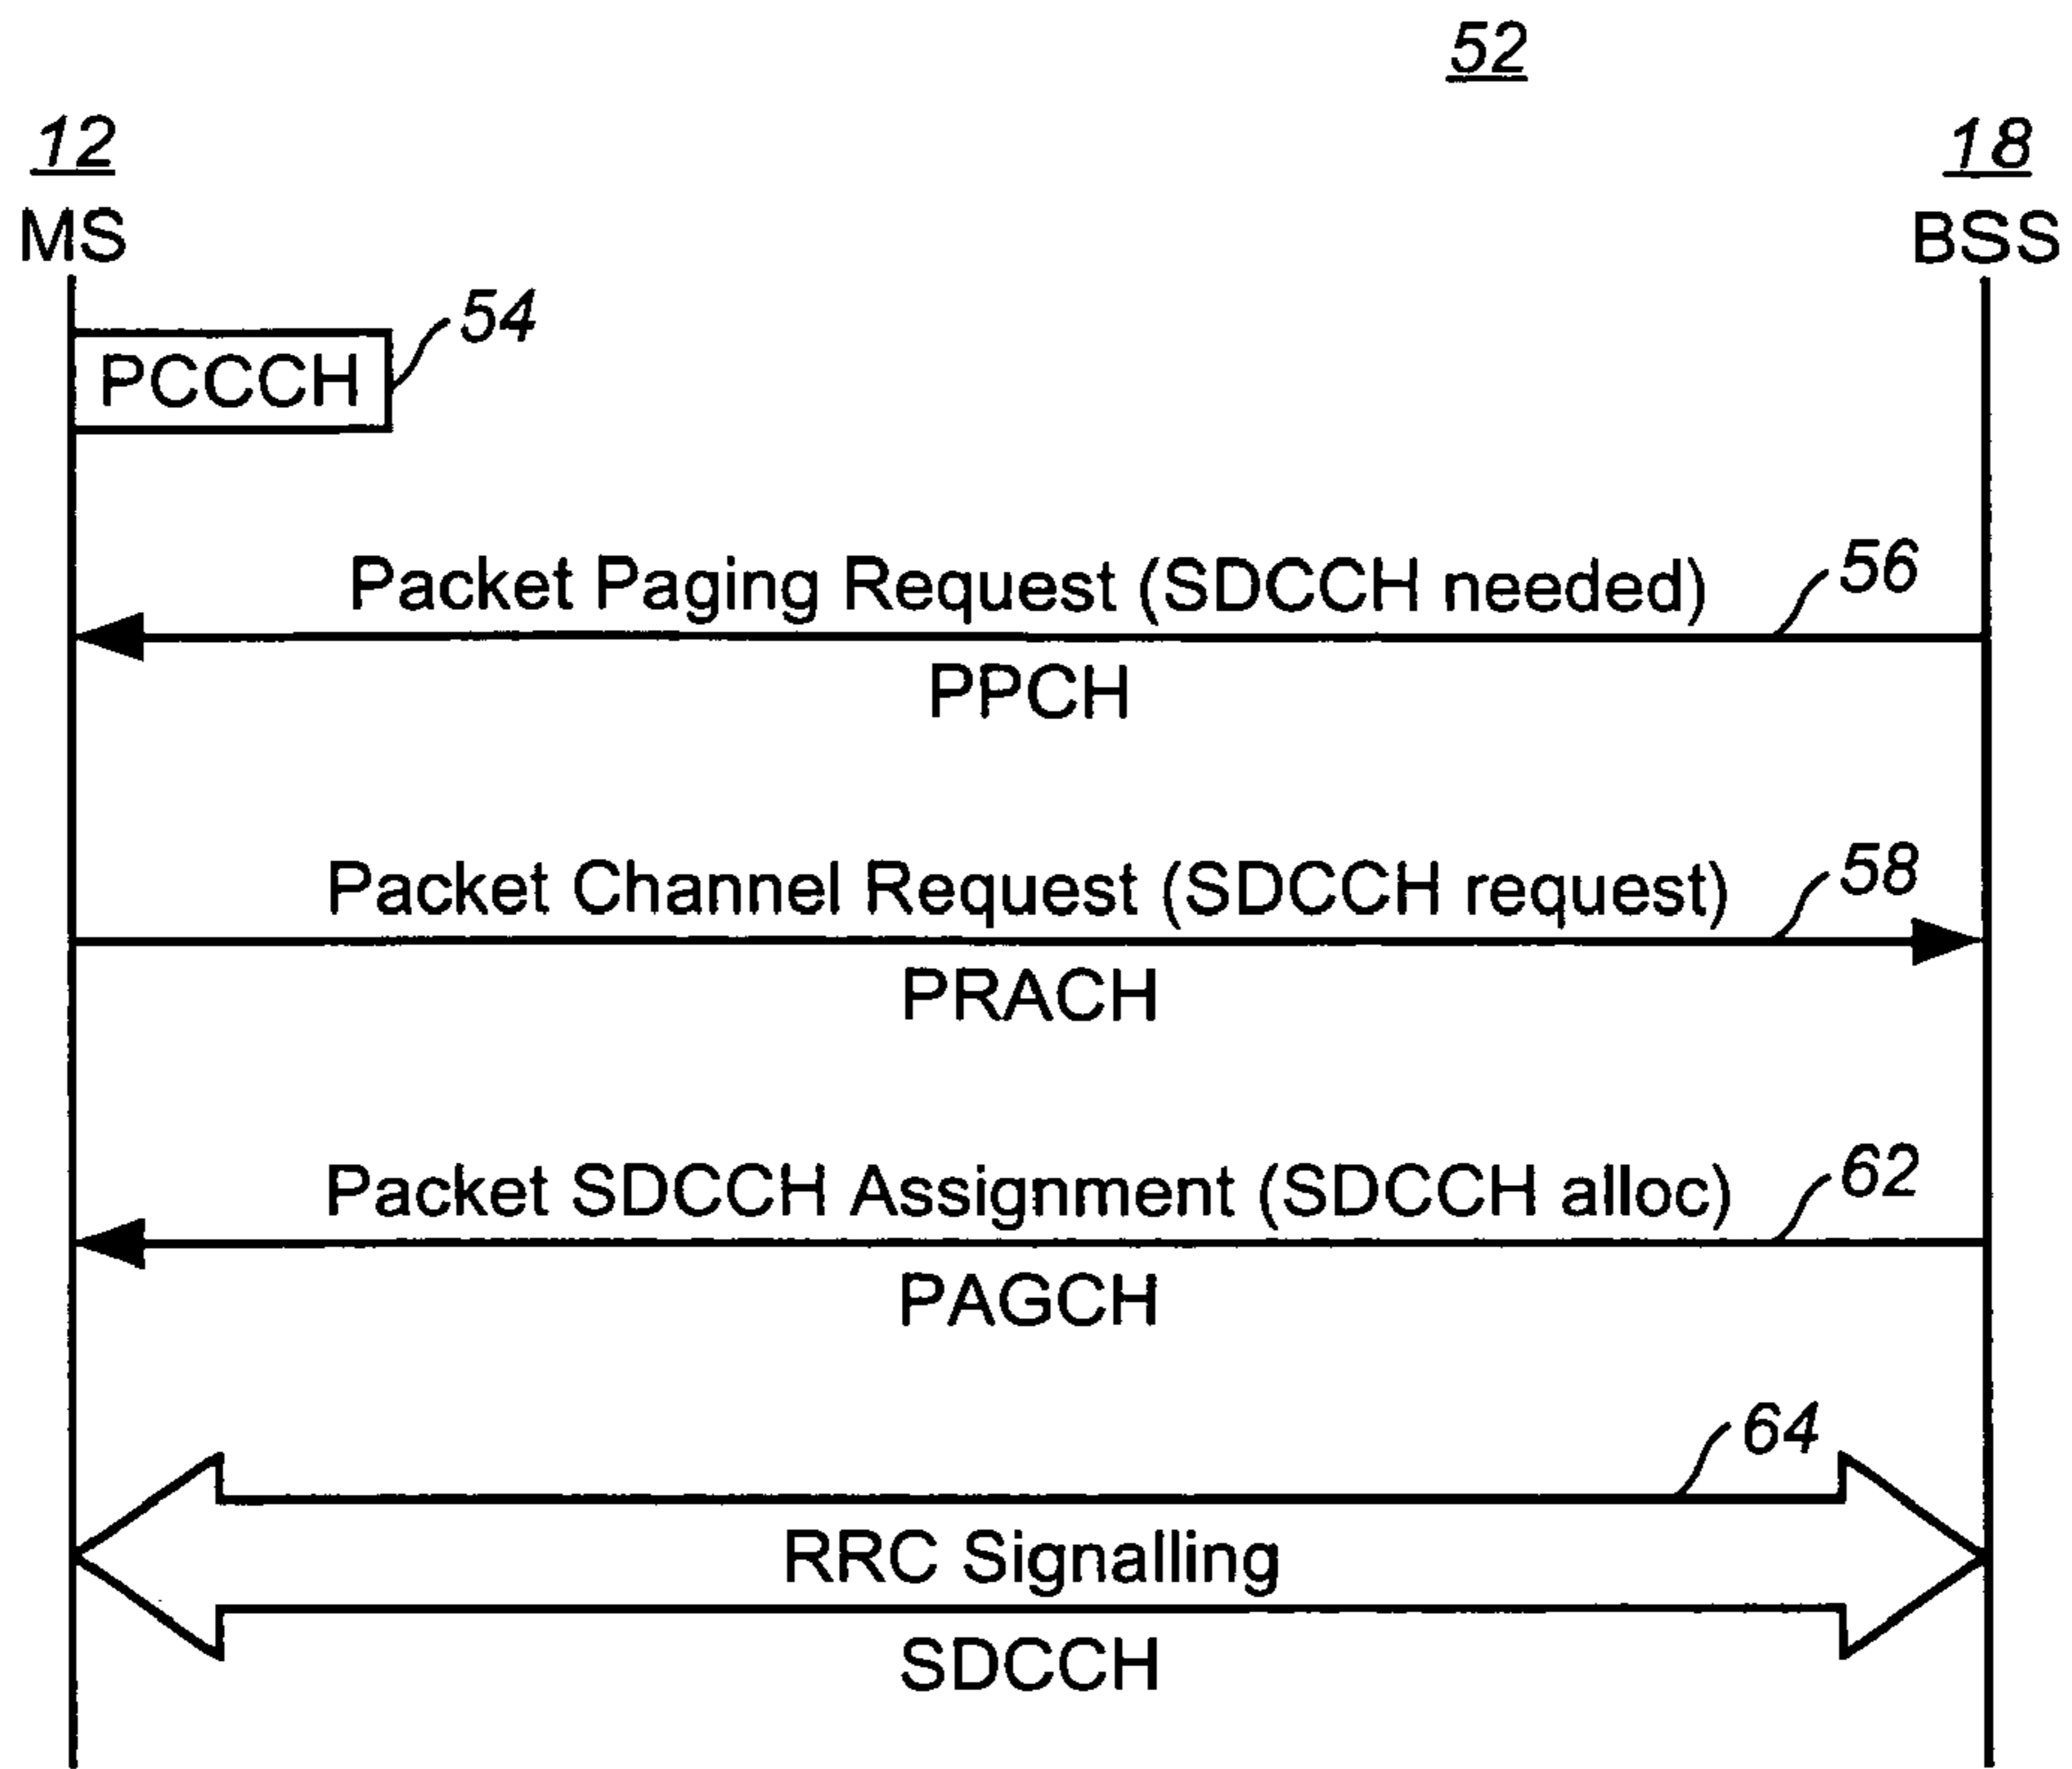 52
12
18
MS
BSS
54
PCCCH
Packet Paging Request (SDCCH needed)
56
PPCH
Packet Channel Request (SDCCH request)
58
PRACH
Packet SDCCH Assignment (SDCCH alloc)
62
PAGCH
64
RRC Signalling
SDCCH